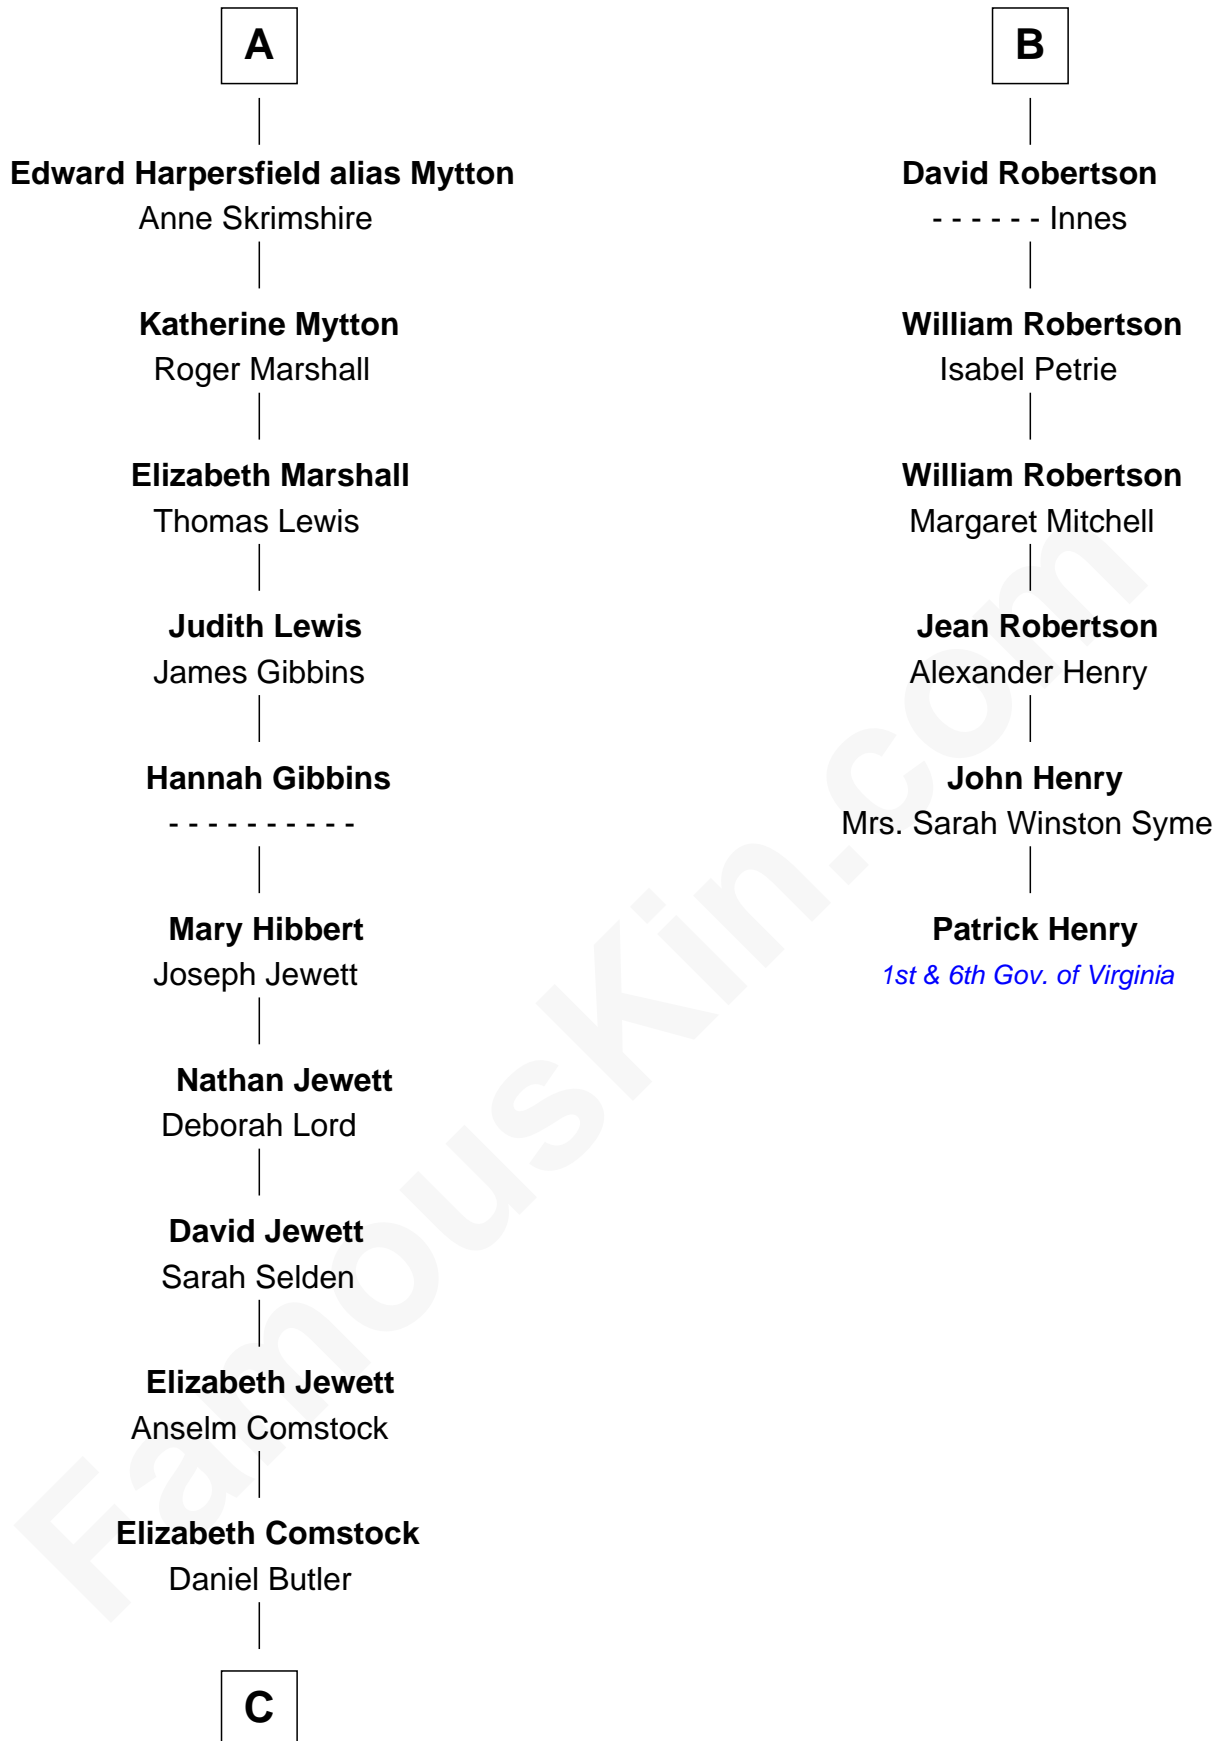 A
Edward Harpersfield alias Mytton
Anne Skrimshire
Katherine Mytton
Roger Marshall
Elizabeth Marshall
Thomas Lewis
Judith Lewis
James Gibbins
Hannah Gibbins
- - - - - - - - - -
Mary Hibbert
Joseph Jewett
Nathan Jewett
Deborah Lord
David Jewett
Sarah Selden
Elizabeth Jewett
Anselm Comstock
Elizabeth Comstock
Daniel Butler
C
B
David Robertson
- - - - - - Innes
William Robertson
Isabel Petrie
William Robertson
Margaret Mitchell
Jean Robertson
Alexander Henry
John Henry
Mrs. Sarah Winston Syme
Patrick Henry
1st & 6th Gov. of Virginia
FamousKin.com